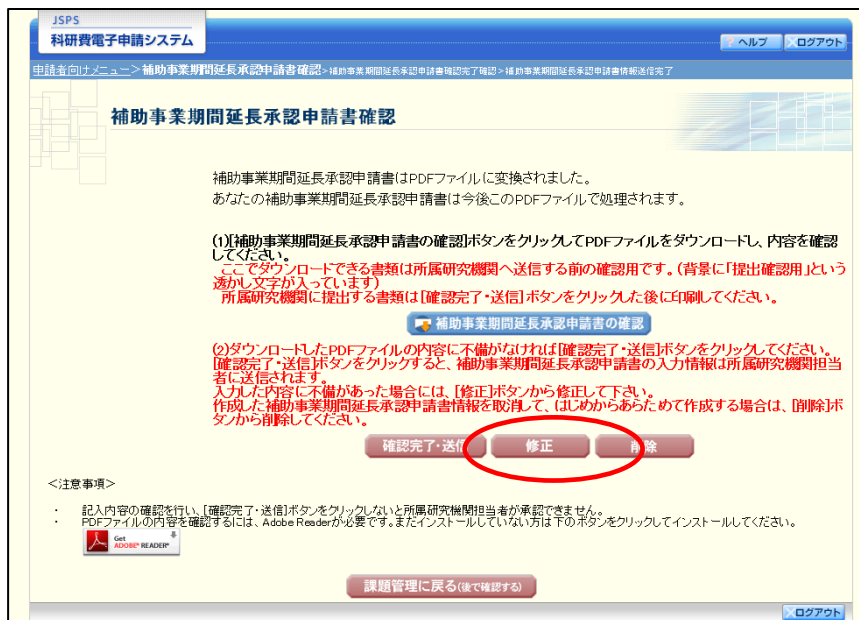 JSPS
科研費電子申請システム
? ヘルプ
×ログアウト
申請者向けメニュー>補助事業期間延長承認申請書確認>補助事業期間延長承認申請書確認完了確認>補助事業期間延長承認申請書情報送信完了
補助事業期間延長承認申請書確認
補助事業期間延長承認申請書はPDFファイルに変換されました。
あなたの補助事業期間延長承認申請書は今後このPDFファイルで処理されます。
(1)[補助事業期間延長承認申請書の確認]ボタンをクリックしてPDFファイルをダウンロードし、内容を確認
してください。
ここでダウンロードできる書類は所属研究機関へ送信する前の確認用です。(背景に「提出確認用」という
透かし文字が入っています)
所属研究機関に提出する書類は[確認完了・送信]ボタンをクリックした後に印刷してください。
補助事業期間延長承認申請書の確認
(2)ダウンロードしたPDFファイルの内容に不備がなければ[確認完了・送信]ボタンをクリックしてください。
[確認完了・送信]ボタンをクリックすると、補助事業期間延長承認申請書の入力情報は所属研究機関担当
者に送信されます。
入力した内容に不備があった場合には、[修正]ボタンから修正して下さい。
作成した補助事業期間延長承認申請書情報を取消して、はじめからあらためて作成する場合は、[削除]ボ
タンから削除してください。
確認完了・送信
修正
削除
<注意事項>
・ 記入内容の確認を行い、[確認完了・送信]ボタンをクリックしないと所属研究機関担当者が承認できません。
・ PDFファイルの内容を確認するには、Adobe Readerが必要です。まだインストールしていない方は下のボタンをクリックしてインストールしてください。
Get
ADOBE® READER®
課題管理に戻る(後で確認する)
×ログアウト